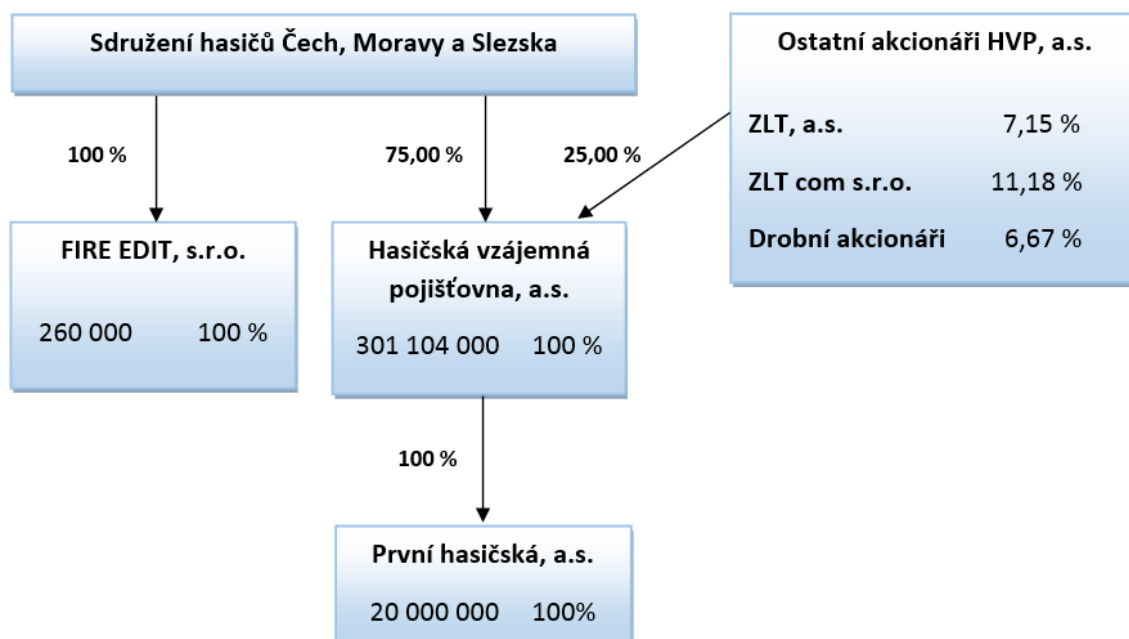 Sdružení hasičů Čech, Moravy a Slezska
Ostatní akcionáři HVP, a.s.
ZLT, a.s. 7,15 %
ZLT com s.r.o. 11,18 %
Drobní akcionáři 6,67 %
100 %
75,00 %
25,00 %
FIRE EDIT, s.r.o.
260 000 100 %
Hasičská vzájemná
pojišťovna, a.s.
301 104 000 100 %
100 %
První hasičská, a.s.
20 000 000 100%